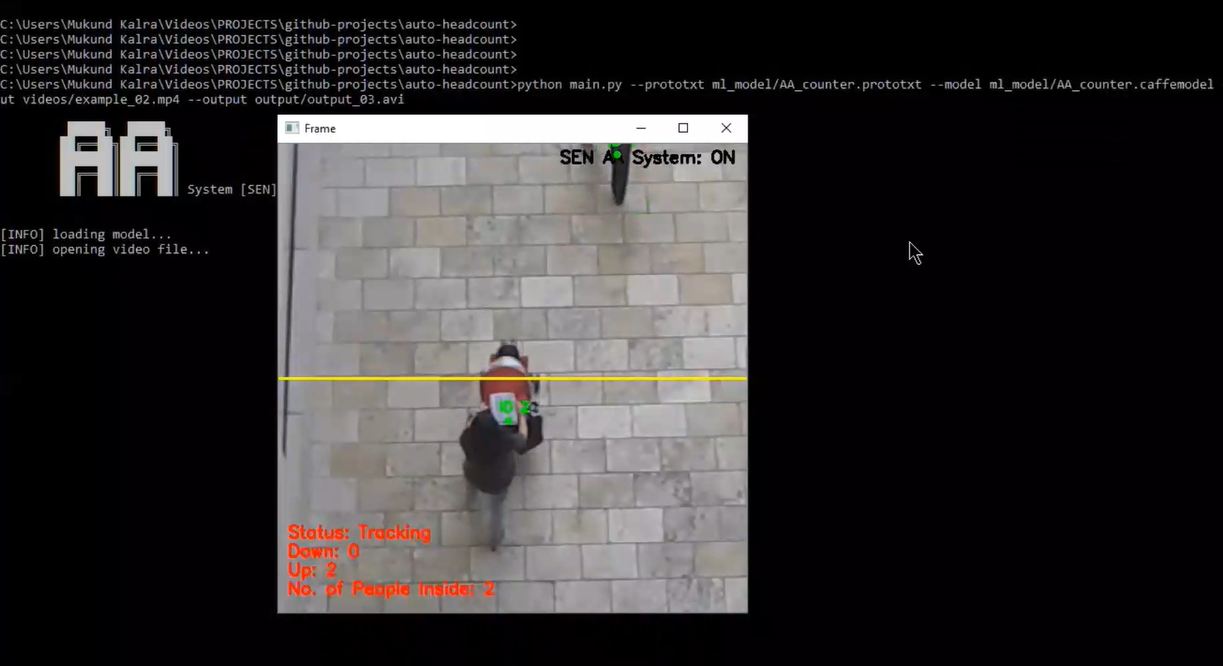 C:\Users\Mukund Kalra\Videos\PROJECTS\github-projects\auto-headcount>
C:\Users\Mukund Kalra\Videos\PROJECTS\github-projects\auto-headcount>
C:\Users\Mukund Kalra\Videos\PROJECTS\github-projects\auto-headcount>
C:\Users\Mukund Kalra\Videos\PROJECTS\github-projects\auto-headcount>
C:\Users\Mukund Kalra\Videos\PROJECTS\github-projects\auto-headcount>python main.py --prototxt ml_model/AA_counter.prototxt --model ml_model/AA_counter.caffemodel
ut videos/example_02.mp4 --output output/output_03.avi
Frame
SEN AA System: ON
AA System [SEN]
[INFO] loading model...
[INFO] opening video file...
ID 2
Status: Tracking
Down: 0
Up: 2
No. of People Inside: 2